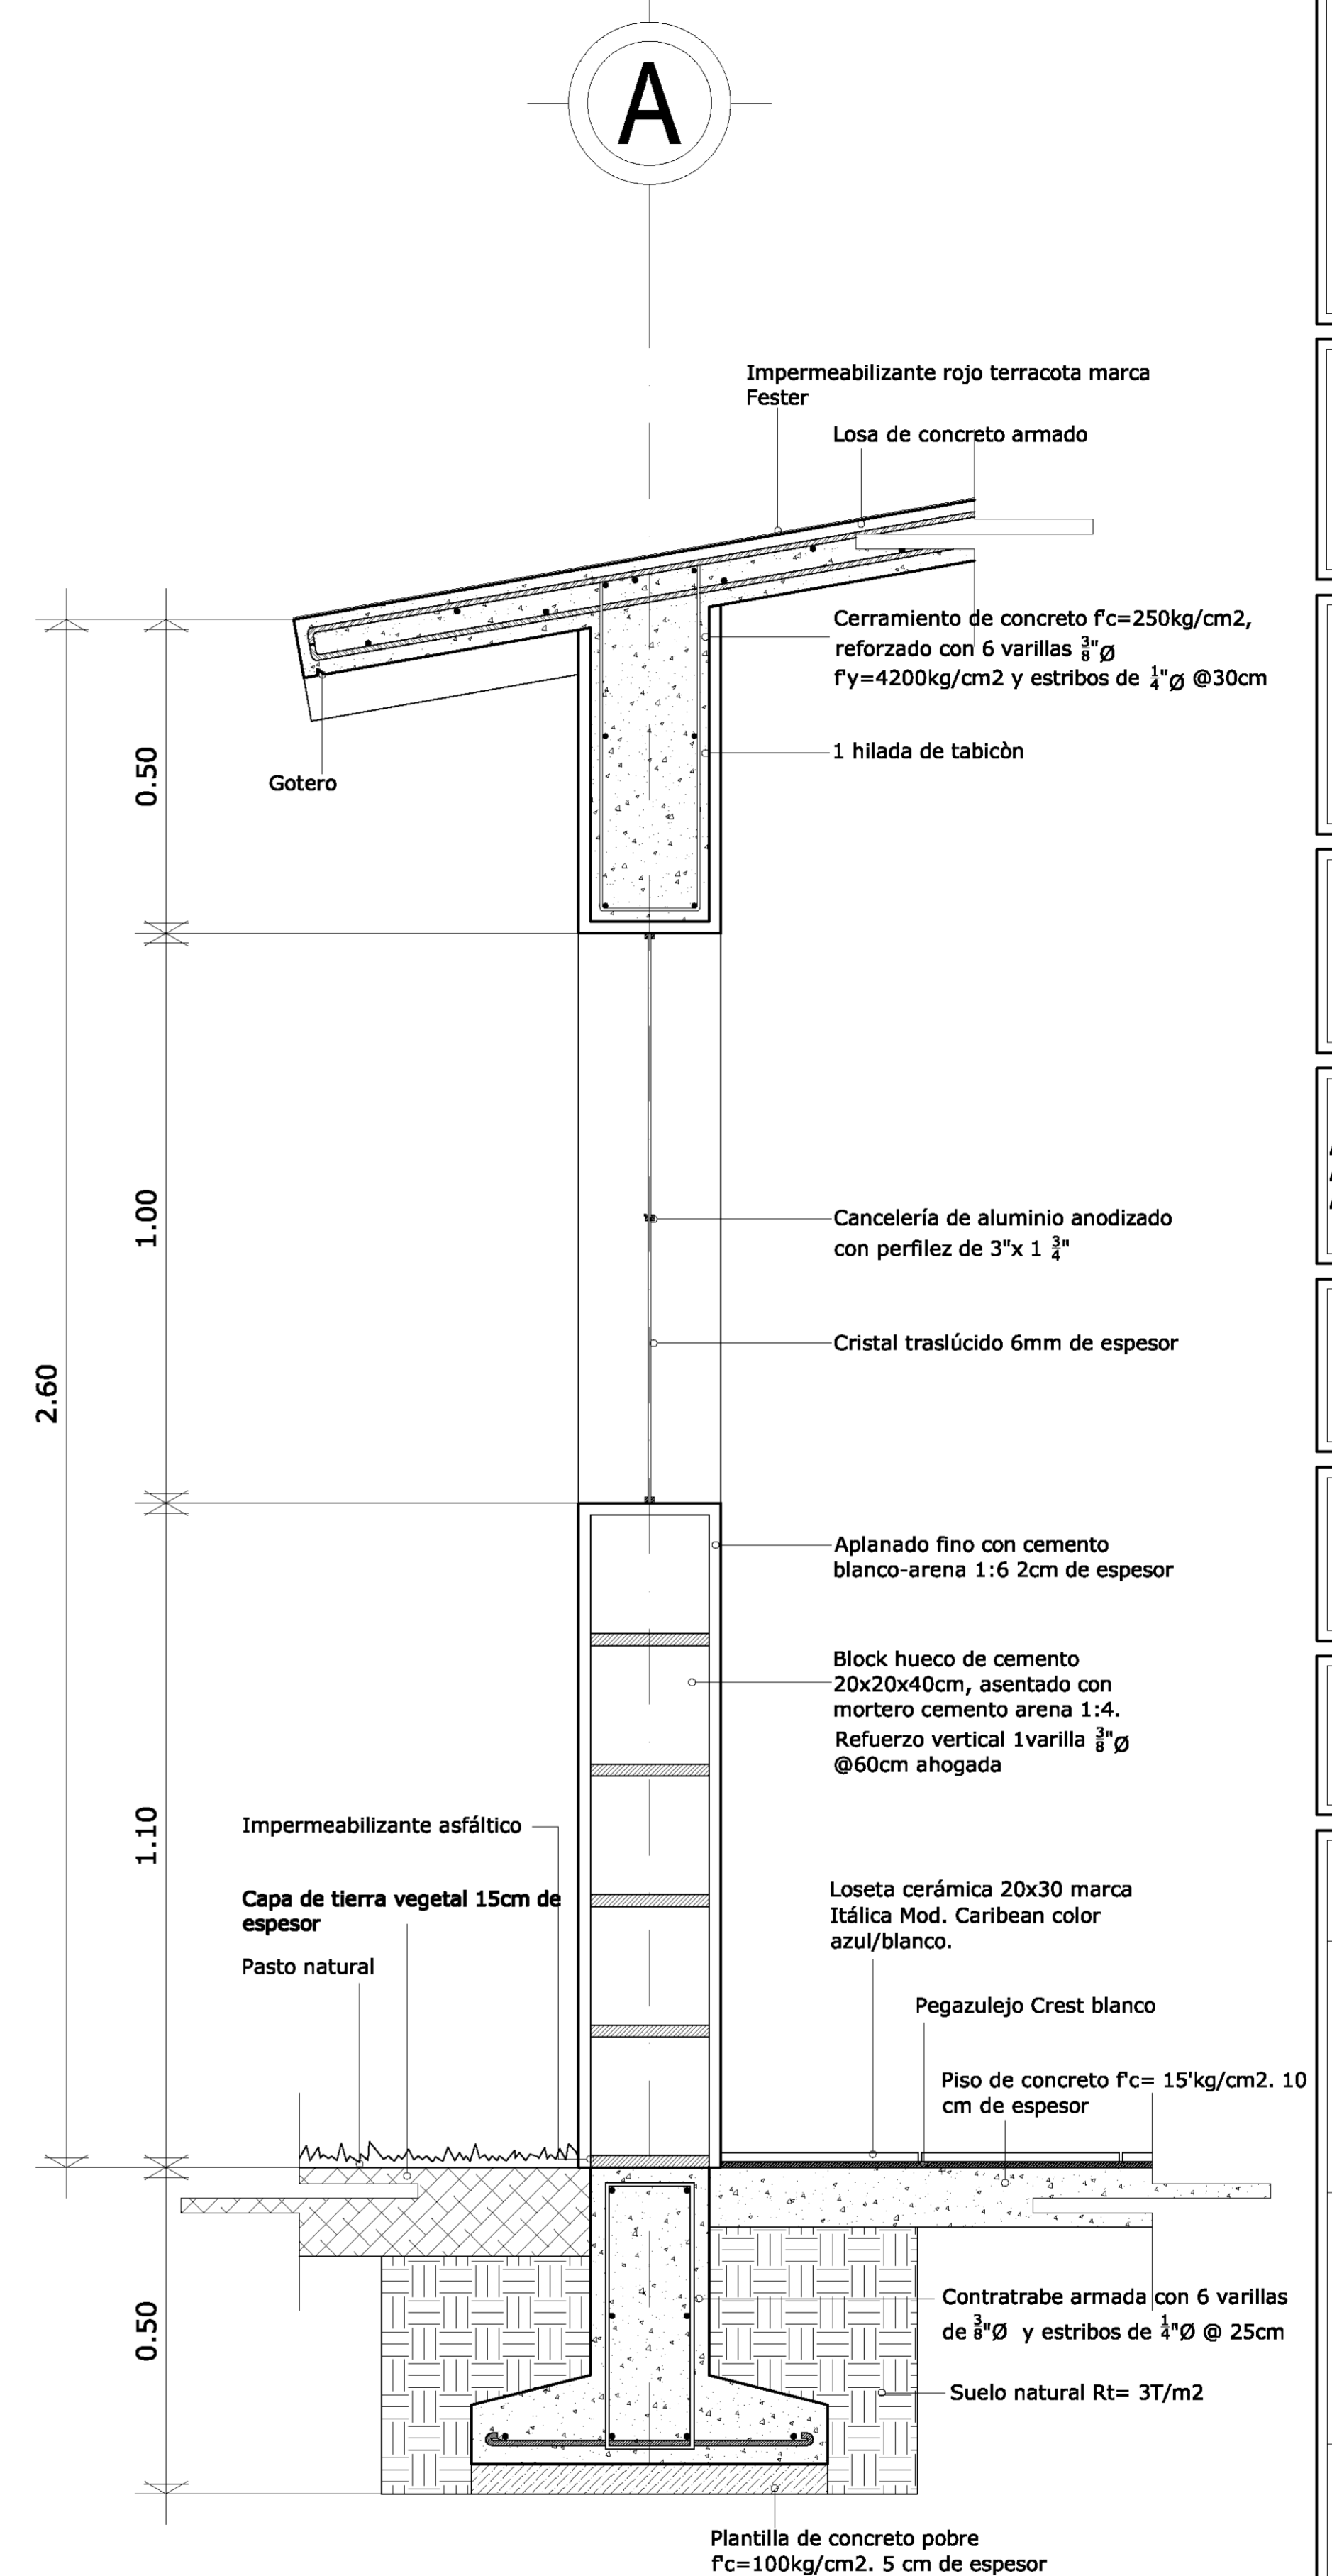 A
Impermeabilizante rojo terracota marca
Fester
Losa de concreto armado
Cerramiento de concreto f'c=250kg/cm2,
reforzado con 6 varillas 3/8"Ø
f'y=4200kg/cm2 y estribos de 1/4"Ø @30cm
1 hilada de tabicòn
Gotero
0.50
1.00
Cancelería de aluminio anodizado
con perfilez de 3"x 1 3/4"
Cristal traslúcido 6mm de espesor
2.60
Aplanado fino con cemento
blanco-arena 1:6 2cm de espesor
Block hueco de cemento
20x20x40cm, asentado con
mortero cemento arena 1:4.
Refuerzo vertical 1varilla 3/8"Ø
@60cm ahogada
1.10
Impermeabilizante asfáltico
Capa de tierra vegetal 15cm de
espesor
Pasto natural
Loseta cerámica 20x30 marca
Itálica Mod. Caribean color
azul/blanco.
Pegazulejo Crest blanco
Piso de concreto f'c= 15'kg/cm2. 10
cm de espesor
0.50
Contratrabe armada con 6 varillas
de 3/8"Ø y estribos de 1/4"Ø @ 25cm
Suelo natural Rt= 3T/m2
Plantilla de concreto pobre
f'c=100kg/cm2. 5 cm de espesor